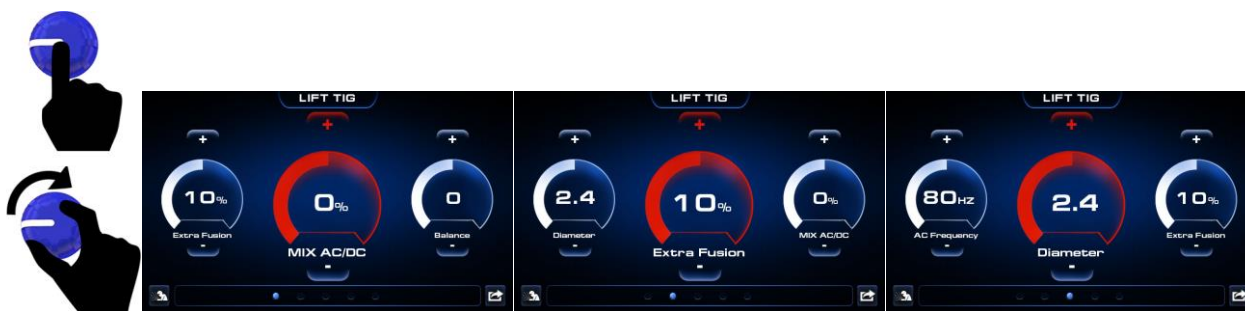 LIFT TIG
+
+
+
10%
0%
0
Extra Fusion
MIX AC/DC
Balance
-
-
-
LIFT TIG
+
+
+
2.4
10%
0%
Diameter
Extra Fusion
MIX AC/DC
-
-
-
LIFT TIG
+
+
+
80HZ
2.4
10%
AC Frequency
Diameter
Extra Fusion
-
-
-